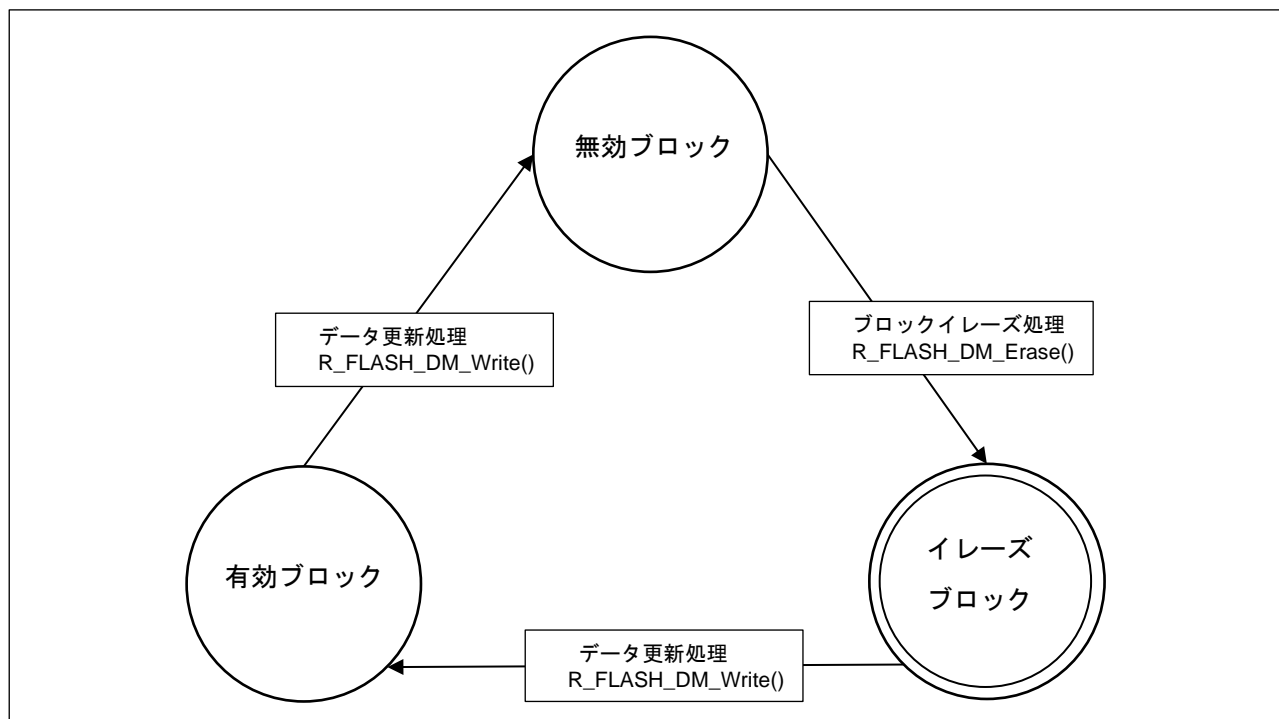 無効ブロック
データ更新処理
R_FLASH_DM_Write()
ブロックイレーズ処理
R_FLASH_DM_Erase()
有効ブロック
イレーズ
ブロック
データ更新処理
R_FLASH_DM_Write()